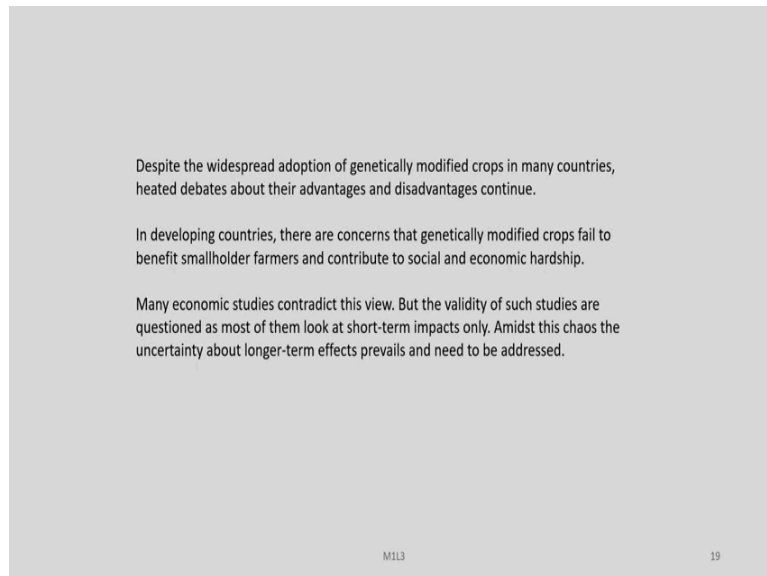 Despite the widespread adoption of genetically modified crops in many countries,
heated debates about their advantages and disadvantages continue.
In developing countries, there are concerns that genetically modified crops fail to
benefit smallholder farmers and contribute to social and economic hardship.
Many economic studies contradict this view. But the validity of such studies are
questioned as most of them look at short-term impacts only. Amidst this chaos the
uncertainty about longer-term effects prevails and need to be addressed.
M1L3
19